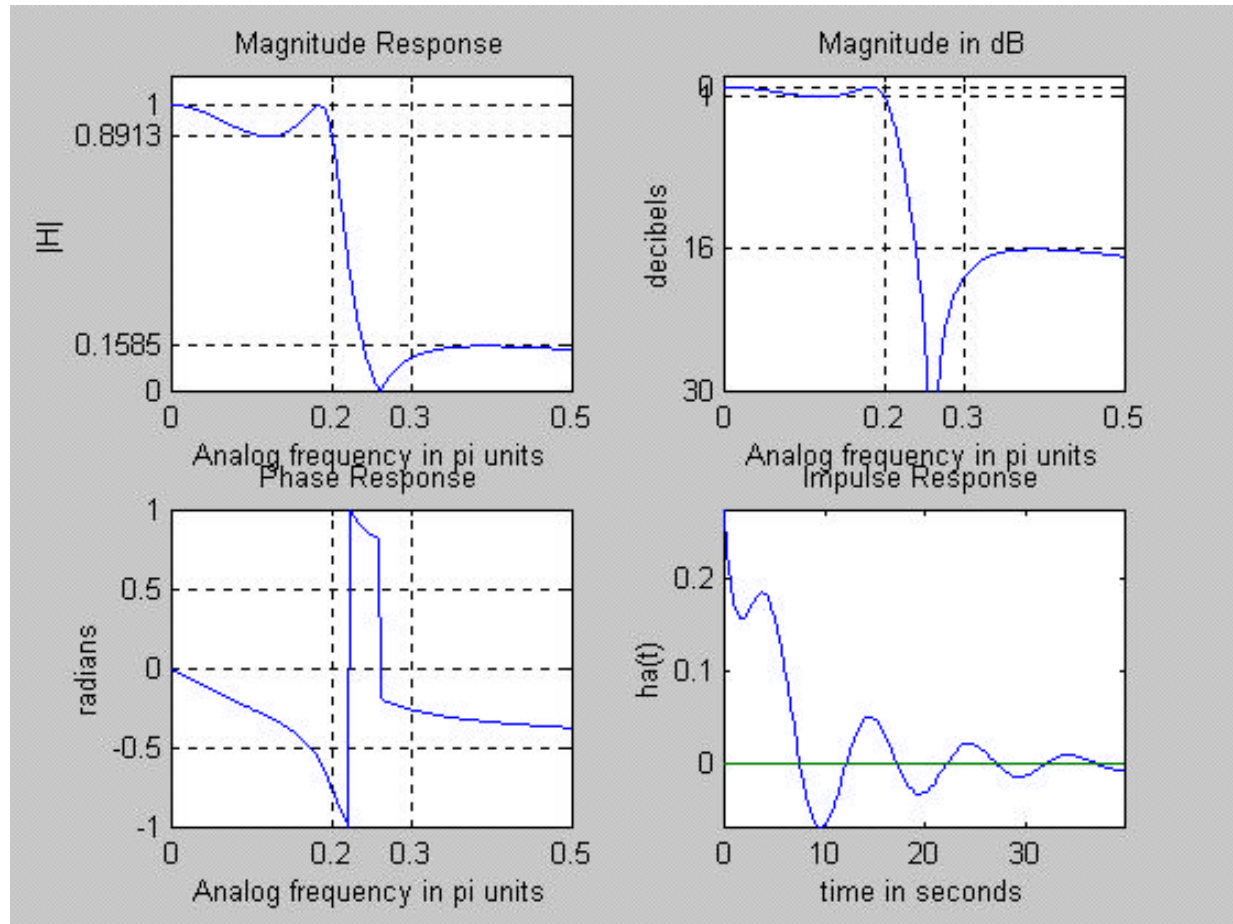 Magnitude Response
1
0.8913
|H|
0.1585
0
0 0.2 0.3 0.5
Analog frequency in pi units
Magnitude in dB
0
1
decibels
16
30
0 0.2 0.3 0.5
Analog frequency in pi units
Phase Response
1
0.5
0
radians
-0.5
-1
0 0.2 0.3 0.5
Analog frequency in pi units
Impulse Response
0.2
ha(t)
0.1
0
0 10 20 30
time in seconds